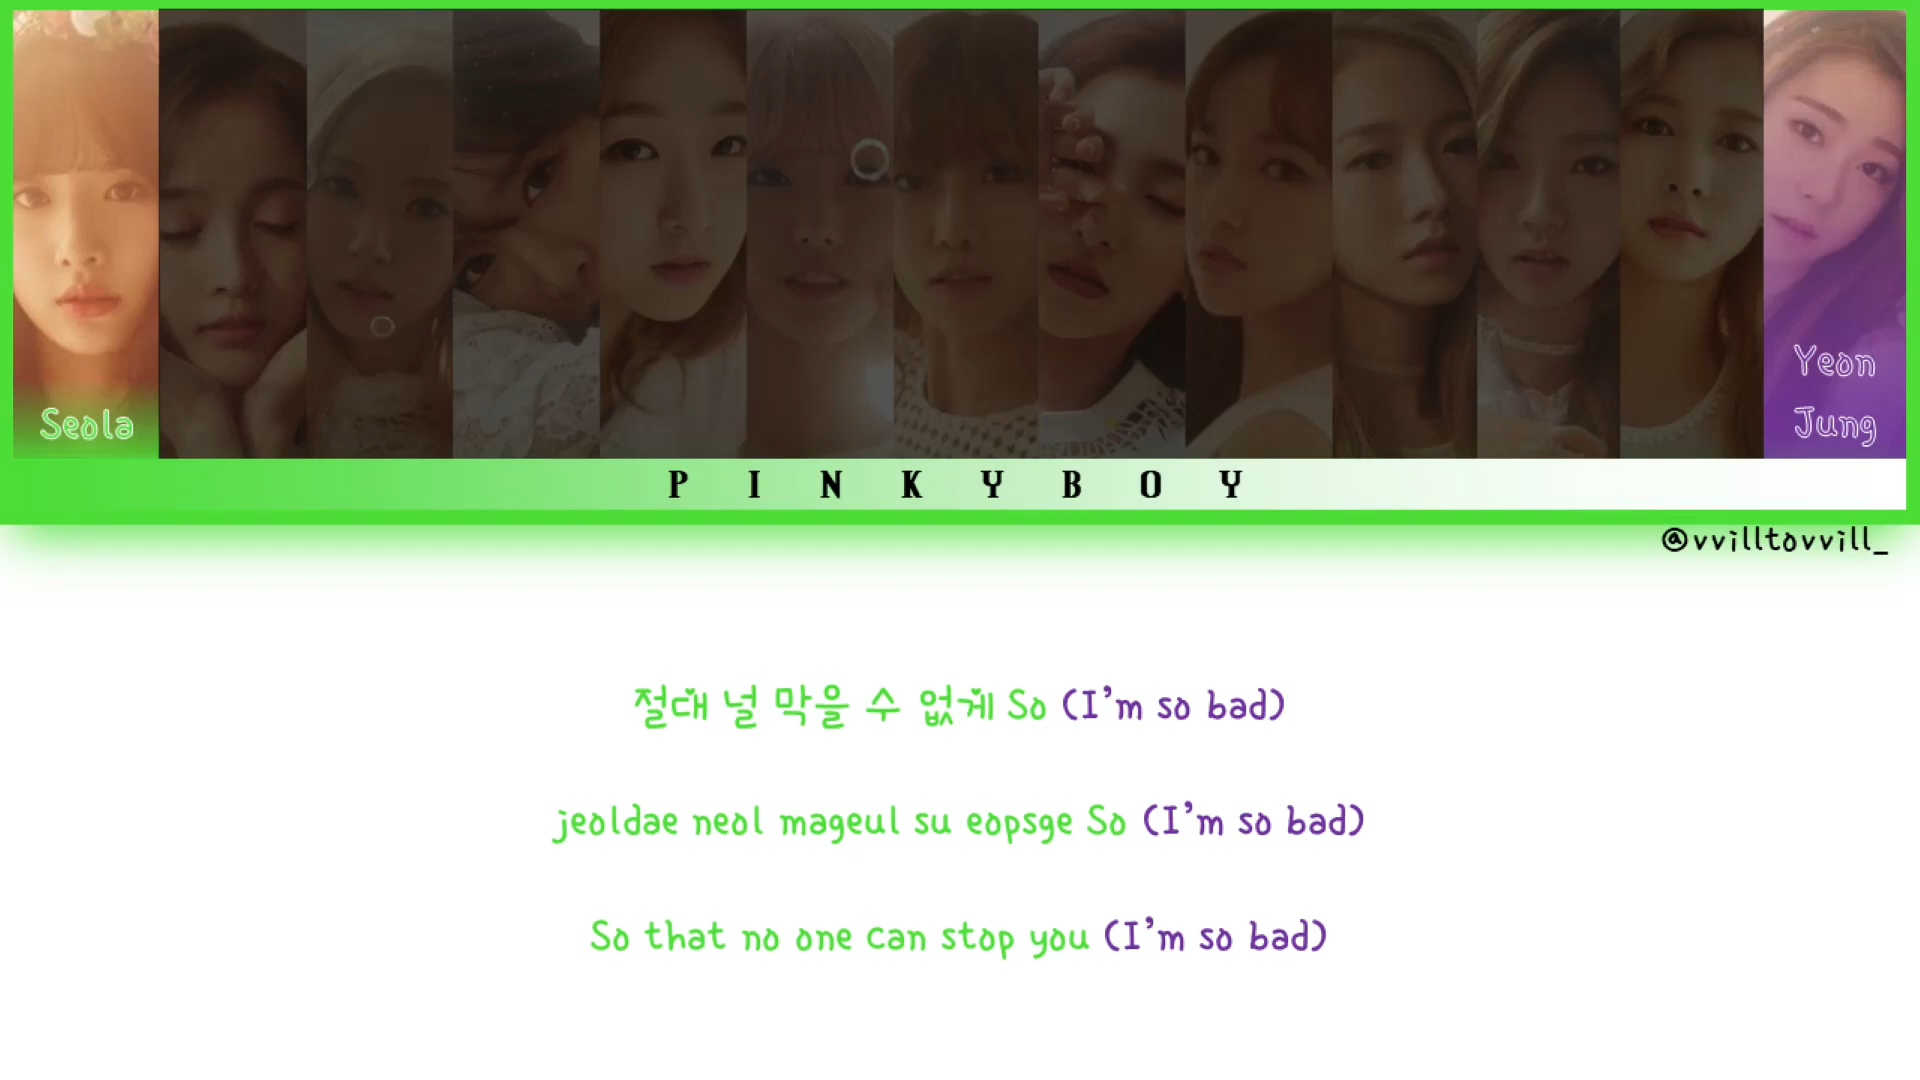 Seola
Yeon
Jung
P I N K Y B O Y
@vvilltovvill_
절대 널 막을 수 없게 So (I'm so bad)
jeoldae neol mageul su eopsge So (I'm so bad)
So that no one can stop you (I'm so bad)